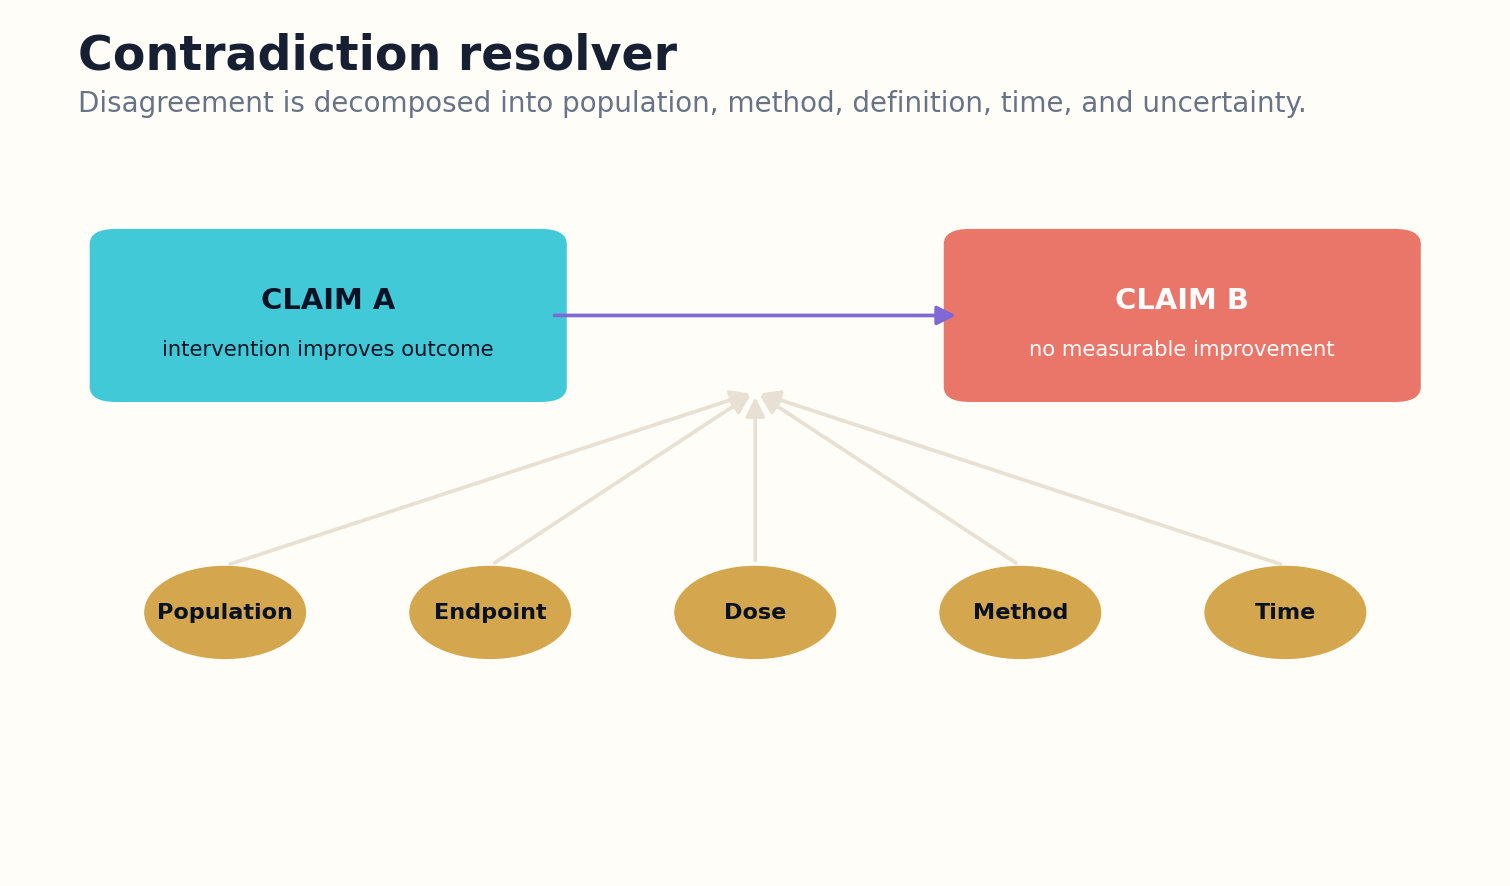 Contradiction resolver
Disagreement is decomposed into population, method, definition, time, and uncertainty.
CLAIM A
intervention improves outcome
CLAIM B
no measurable improvement
Population
Endpoint
Dose
Method
Time